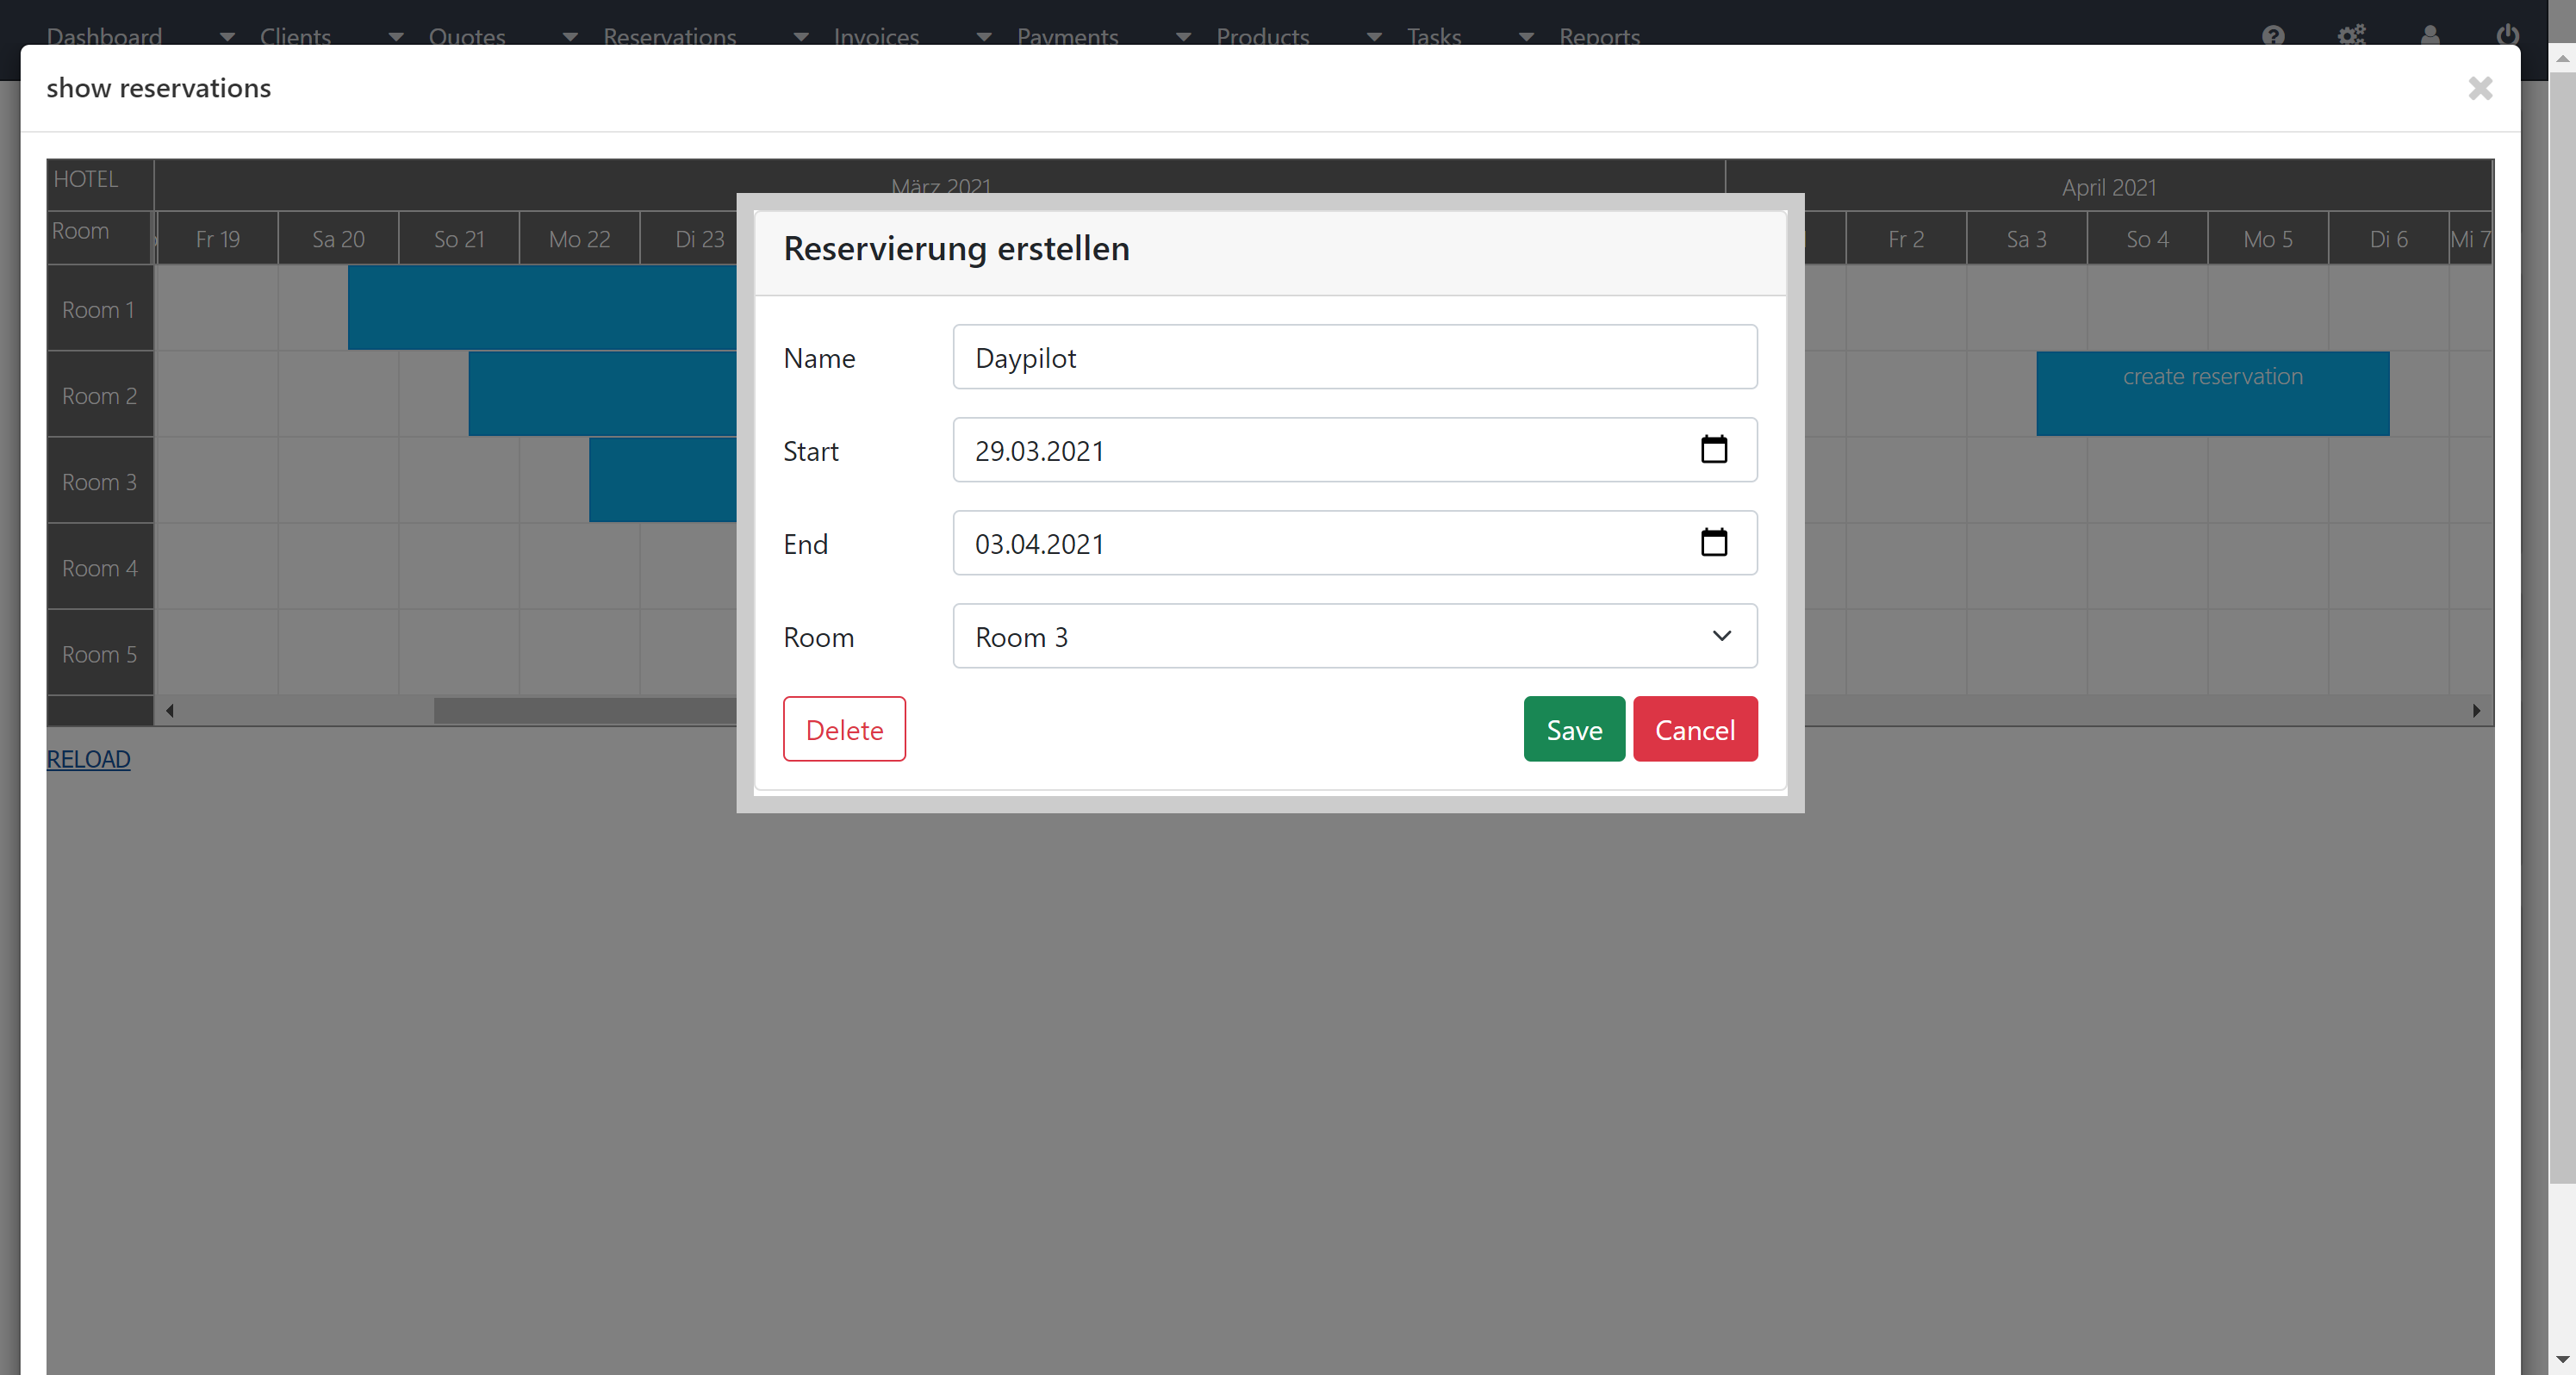 Dashboard Clients Quotes Reservations Invoices Payments Products Tasks Reports
show reservations
HOTEL März 2021 April 2021
Room Fr 19 Sa 20 So 21 Mo 22 Di 23 Fr 2 Sa 3 So 4 Mo 5 Di 6 Mi 7
Reservierung erstellen
Room 1
Name Daypilot
Room 2 create reservation
Start 29.03.2021
Room 3
End 03.04.2021
Room 4
Room Room 3
Room 5
Delete Save Cancel
RELOAD